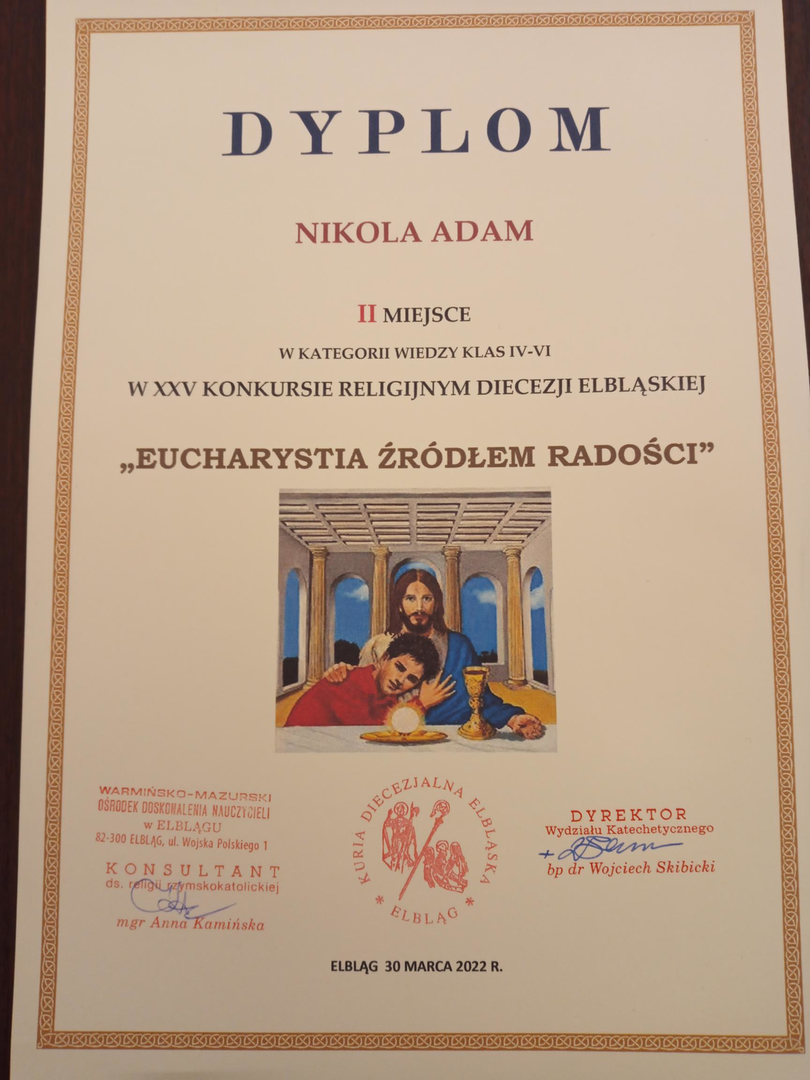 DYPLOM
NIKOLA ADAM
II MIEJSCE
W KATEGORII WIEDZY KLAS IV-VI
W XXV KONKURSIE RELIGIJNYM DIECEZJI ELBLĄSKIEJ
„EUCHARYSTIA ŹRÓDŁEM RADOŚCI”
WARMIŃSKO-MAZURSKI
OŚRODEK DOSKONALENIA NAUCZYCIELI
w ELBLĄGU
82-300 ELBLĄG, ul. Wojska Polskiego 1
KONSULTANT
ds. religii rzymskokatolickiej
mgr Anna Kamińska
KURIA DIECEZJALNA ELBLĄSKA
* ELBLĄG *
DYREKTOR
Wydziału Katechetycznego
bp dr Wojciech Skibicki
ELBLĄG 30 MARCA 2022 R.